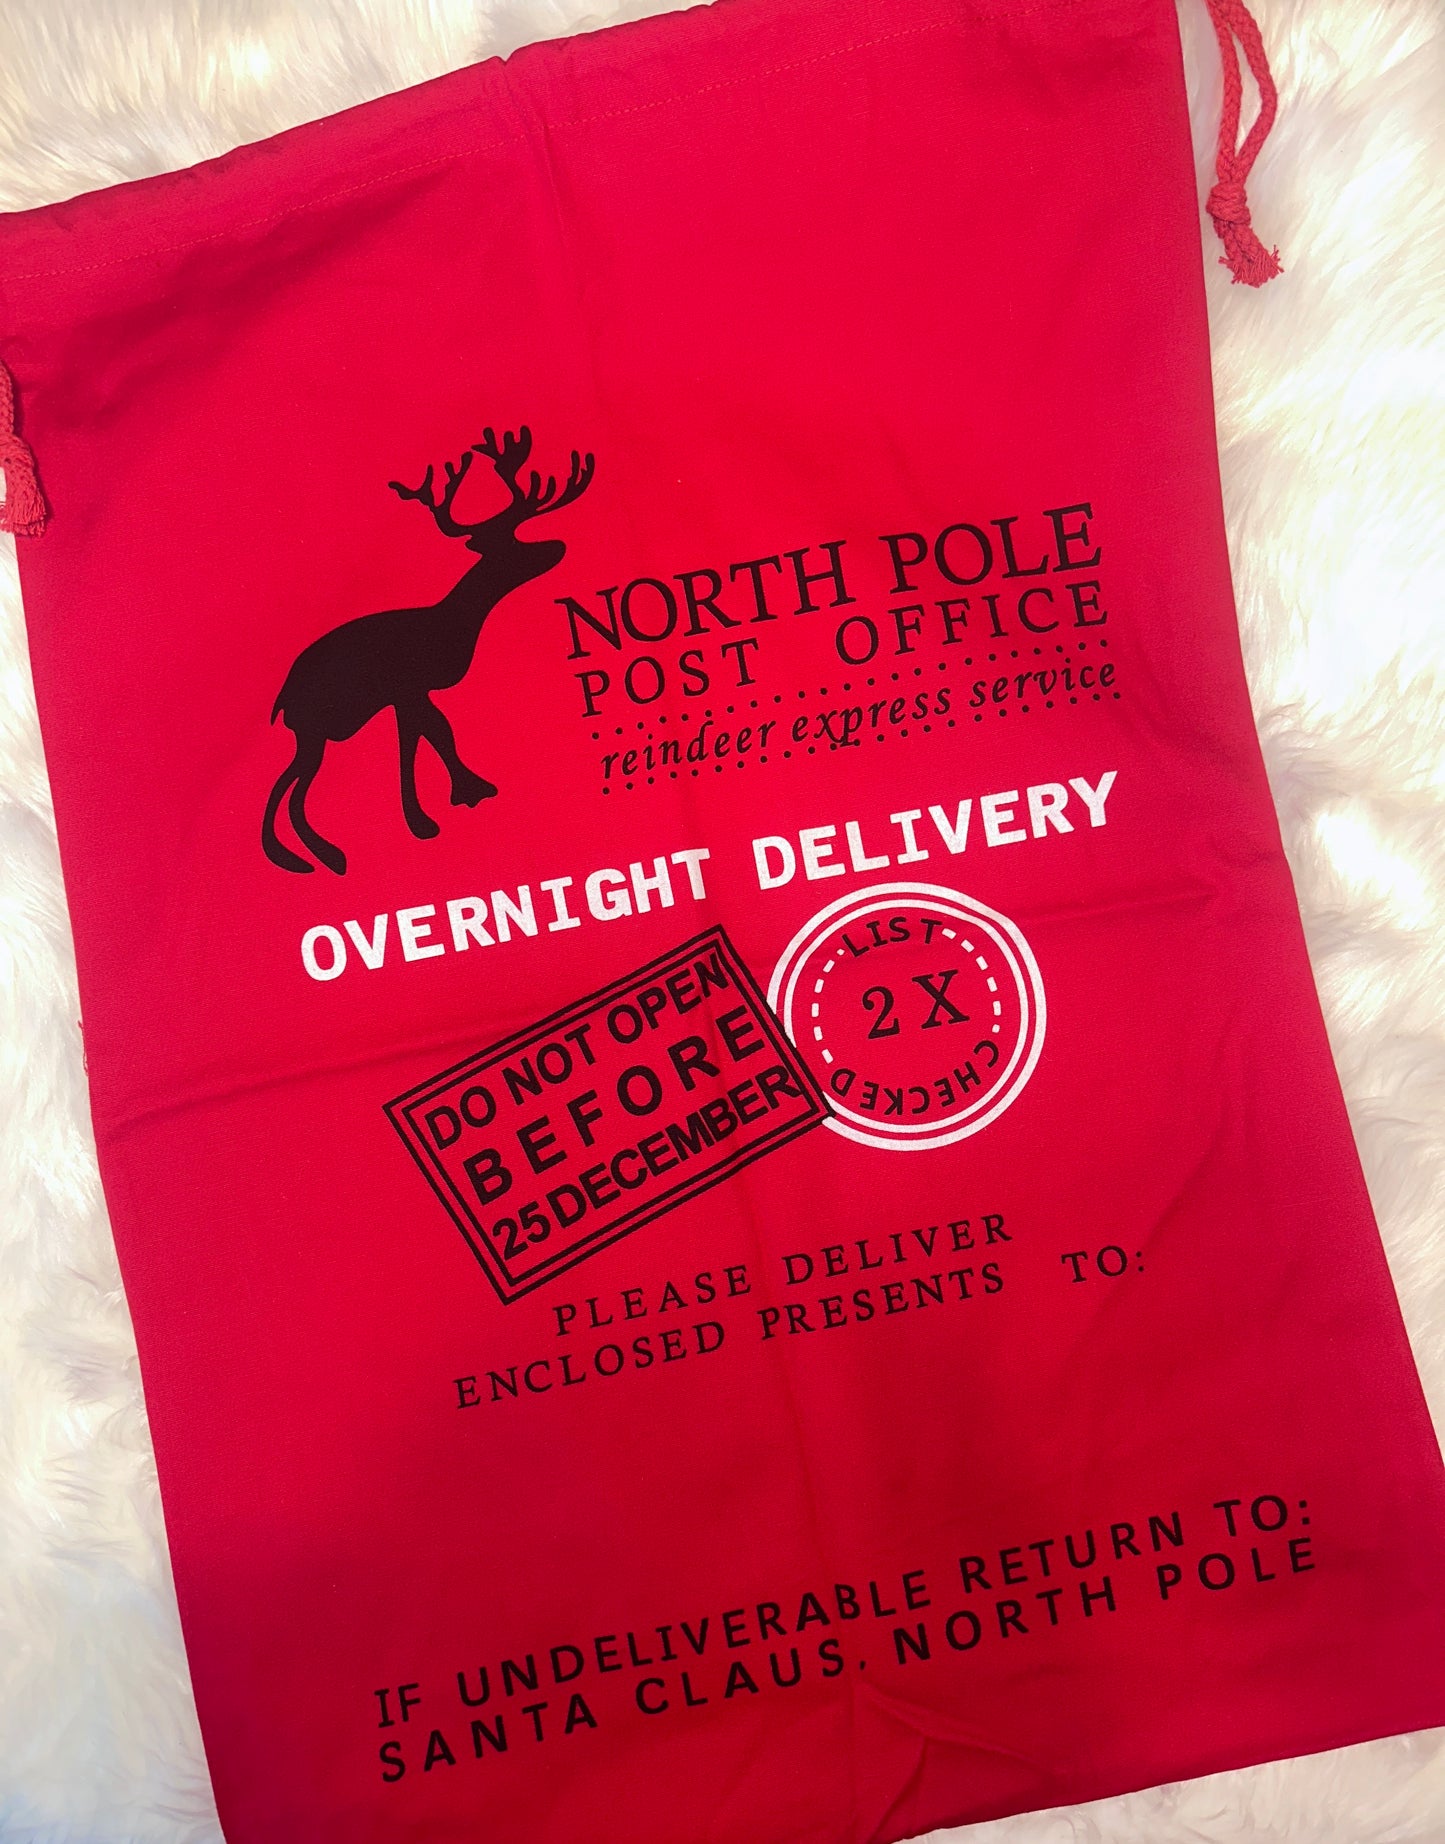 NORTH POLE
POST OFFICE
reindeer express service
OVERNIGHT DELIVERY
DO NOT OPEN
BEFORE
25 DECEMBER
LIST
2X
CHECKED
PLEASE DELIVER
ENCLOSED PRESENTS TO:
IF UNDELIVERABLE RETURN TO:
SANTA CLAUS, NORTH POLE